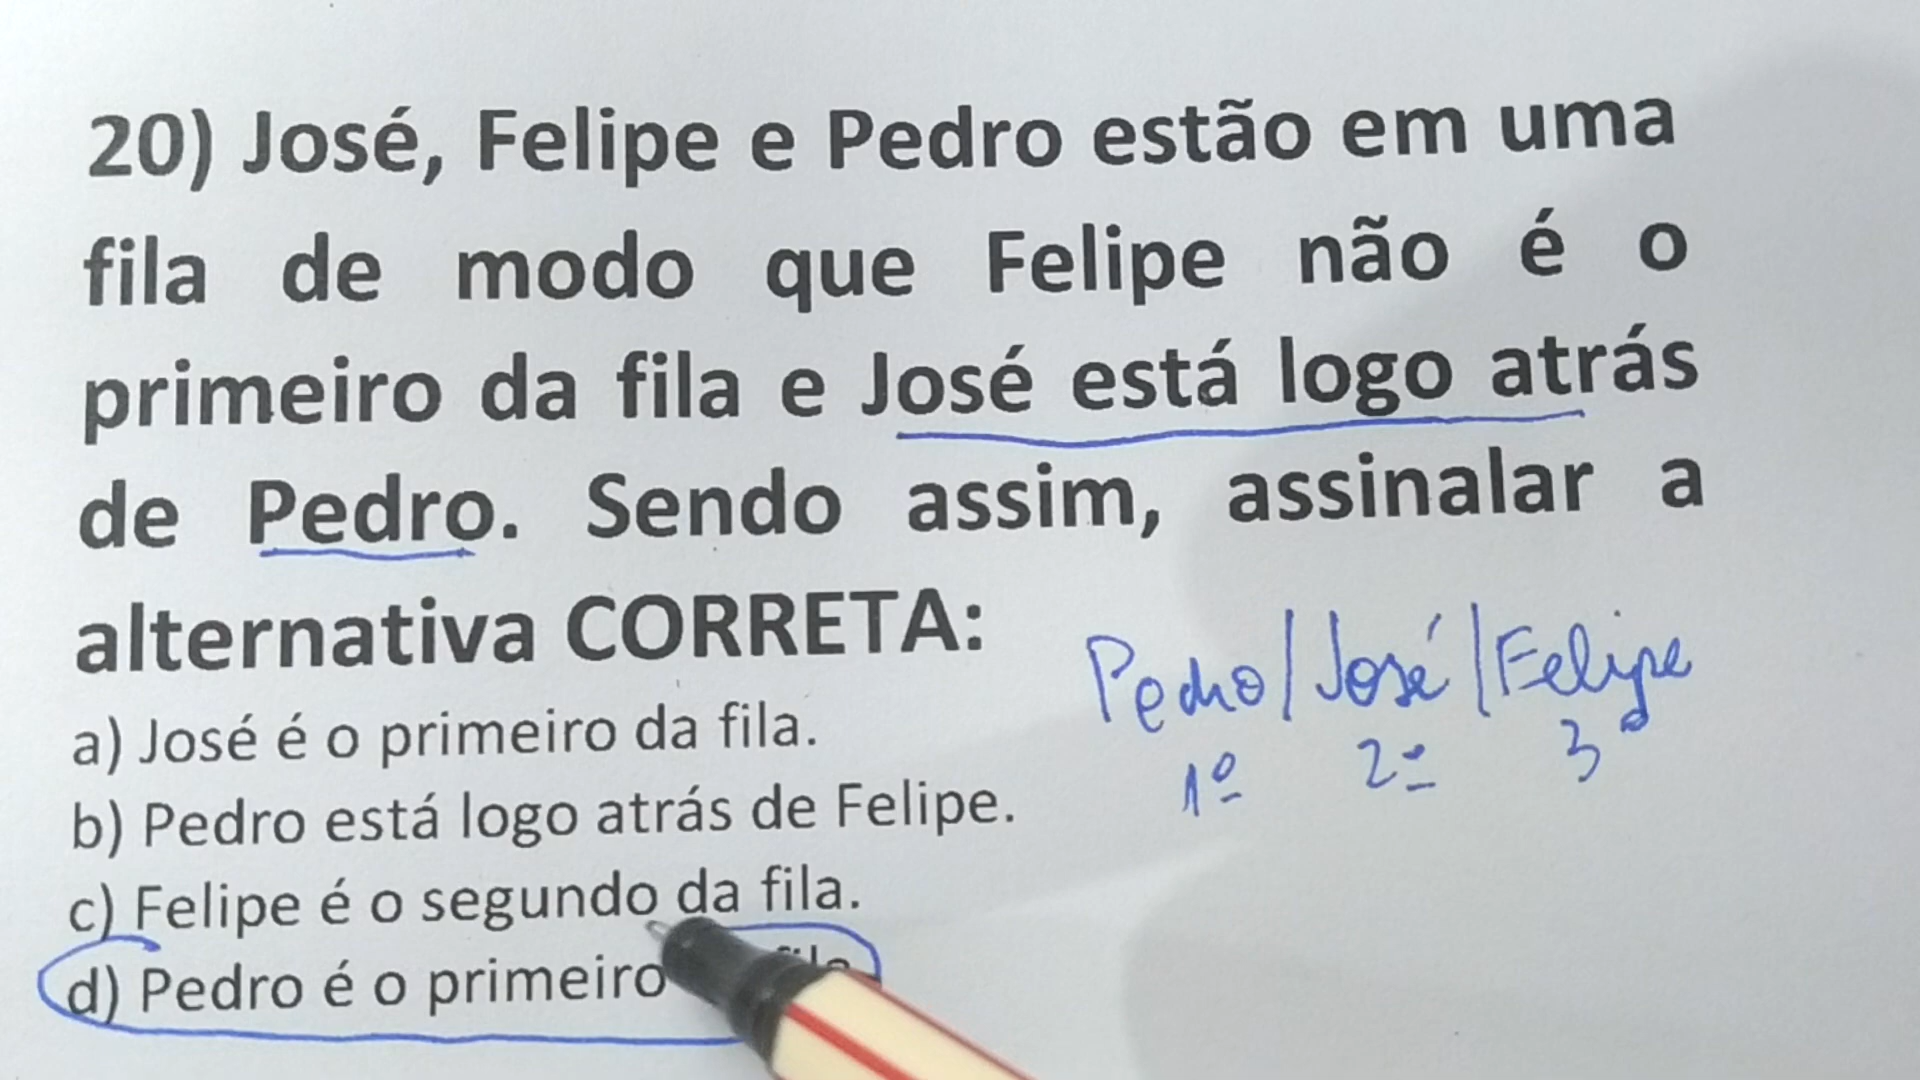 20) José, Felipe e Pedro estão em uma
fila de modo que Felipe não é o
primeiro da fila e José está logo atrás
de Pedro. Sendo assim, assinalar a
alternativa CORRETA:
Pedro/José/Felipe
1º 2º 3º
a) José é o primeiro da fila.
b) Pedro está logo atrás de Felipe.
c) Felipe é o segundo da fila.
d) Pedro é o primeiro